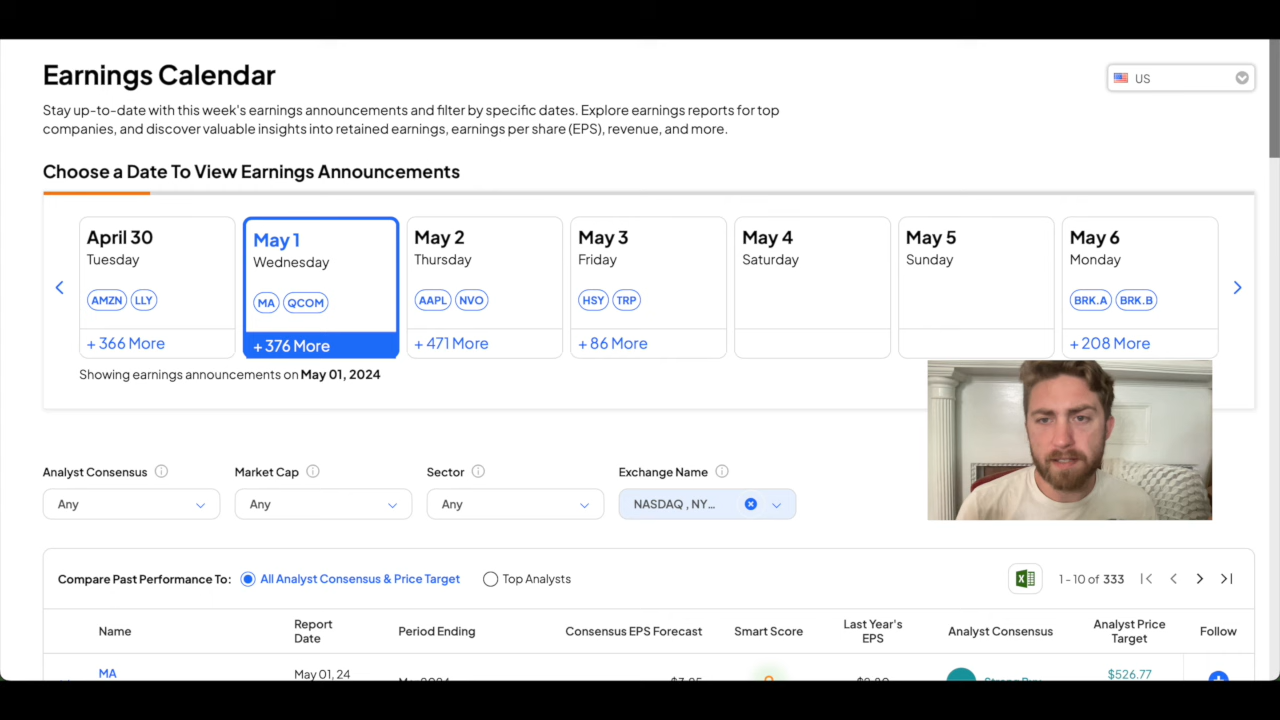 Earnings Calendar
US
Stay up-to-date with this week's earnings announcements and filter by specific dates. Explore earnings reports for top
companies, and discover valuable insights into retained earnings, earnings per share (EPS), revenue, and more.
Choose a Date To View Earnings Announcements
April 30
Tuesday
AMZN LLY
+ 366 More
May 1
Wednesday
MA QCOM
+ 376 More
May 2
Thursday
AAPL NVO
+ 471 More
May 3
Friday
HSY TRP
+ 86 More
May 4
Saturday
May 5
Sunday
May 6
Monday
BRK.A BRK.B
+ 208 More
Showing earnings announcements on May 01, 2024
Analyst Consensus
Any
Market Cap
Any
Sector
Any
Exchange Name
NASDAQ , NY...
Compare Past Performance To: All Analyst Consensus & Price Target Top Analysts
1 - 10 of 333
Name
Report
Date
Period Ending
Consensus EPS Forecast
Smart Score
Last Year's
EPS
Analyst Consensus
Analyst Price
Target
Follow
MA
May 01, 24
$526.77